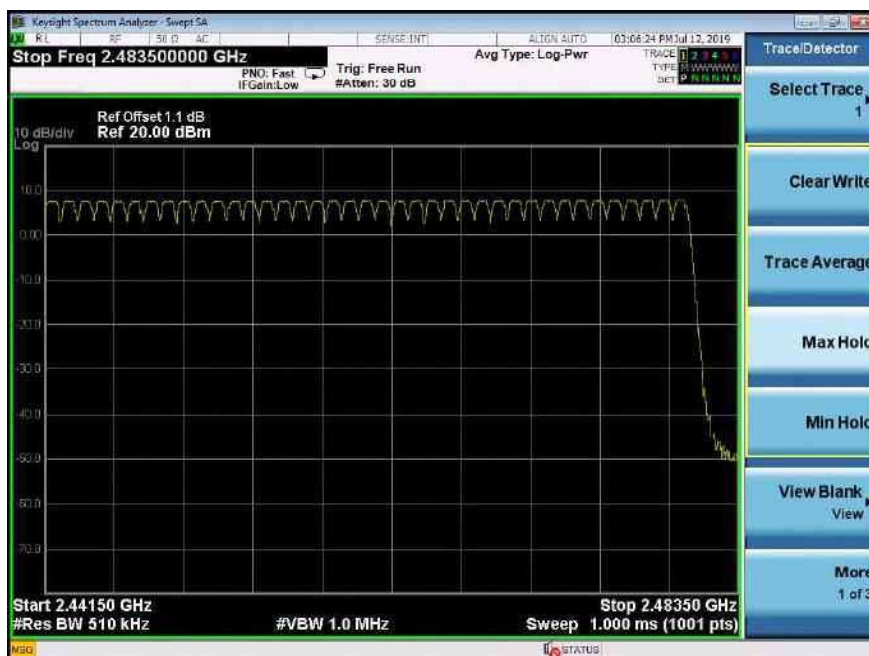 Keysight Spectrum Analyzer - Swept SA
RL RF 50 Ω AC SENSE:INT ALIGN AUTO 03:06:24 PM Jul 12, 2019
Stop Freq 2.483500000 GHz
PNO: Fast
IFGain:Low
Trig: Free Run
#Atten: 30 dB
Avg Type: Log-Pwr
TRACE 1 2 3 4 5 6
TYPE M W W W W W
DET P N N N N N
Ref Offset 1.1 dB
10 dB/div Ref 20.00 dBm
Log
10.0
0.00
-10.0
-20.0
-30.0
-40.0
-50.0
-60.0
-70.0
Start 2.44150 GHz Stop 2.48350 GHz
#Res BW 510 kHz #VBW 1.0 MHz Sweep 1.000 ms (1001 pts)
MSG STATUS
Trace/Detector
Select Trace
1
Clear Write
Trace Average
Max Hold
Min Hold
View Blank
View
More
1 of 3